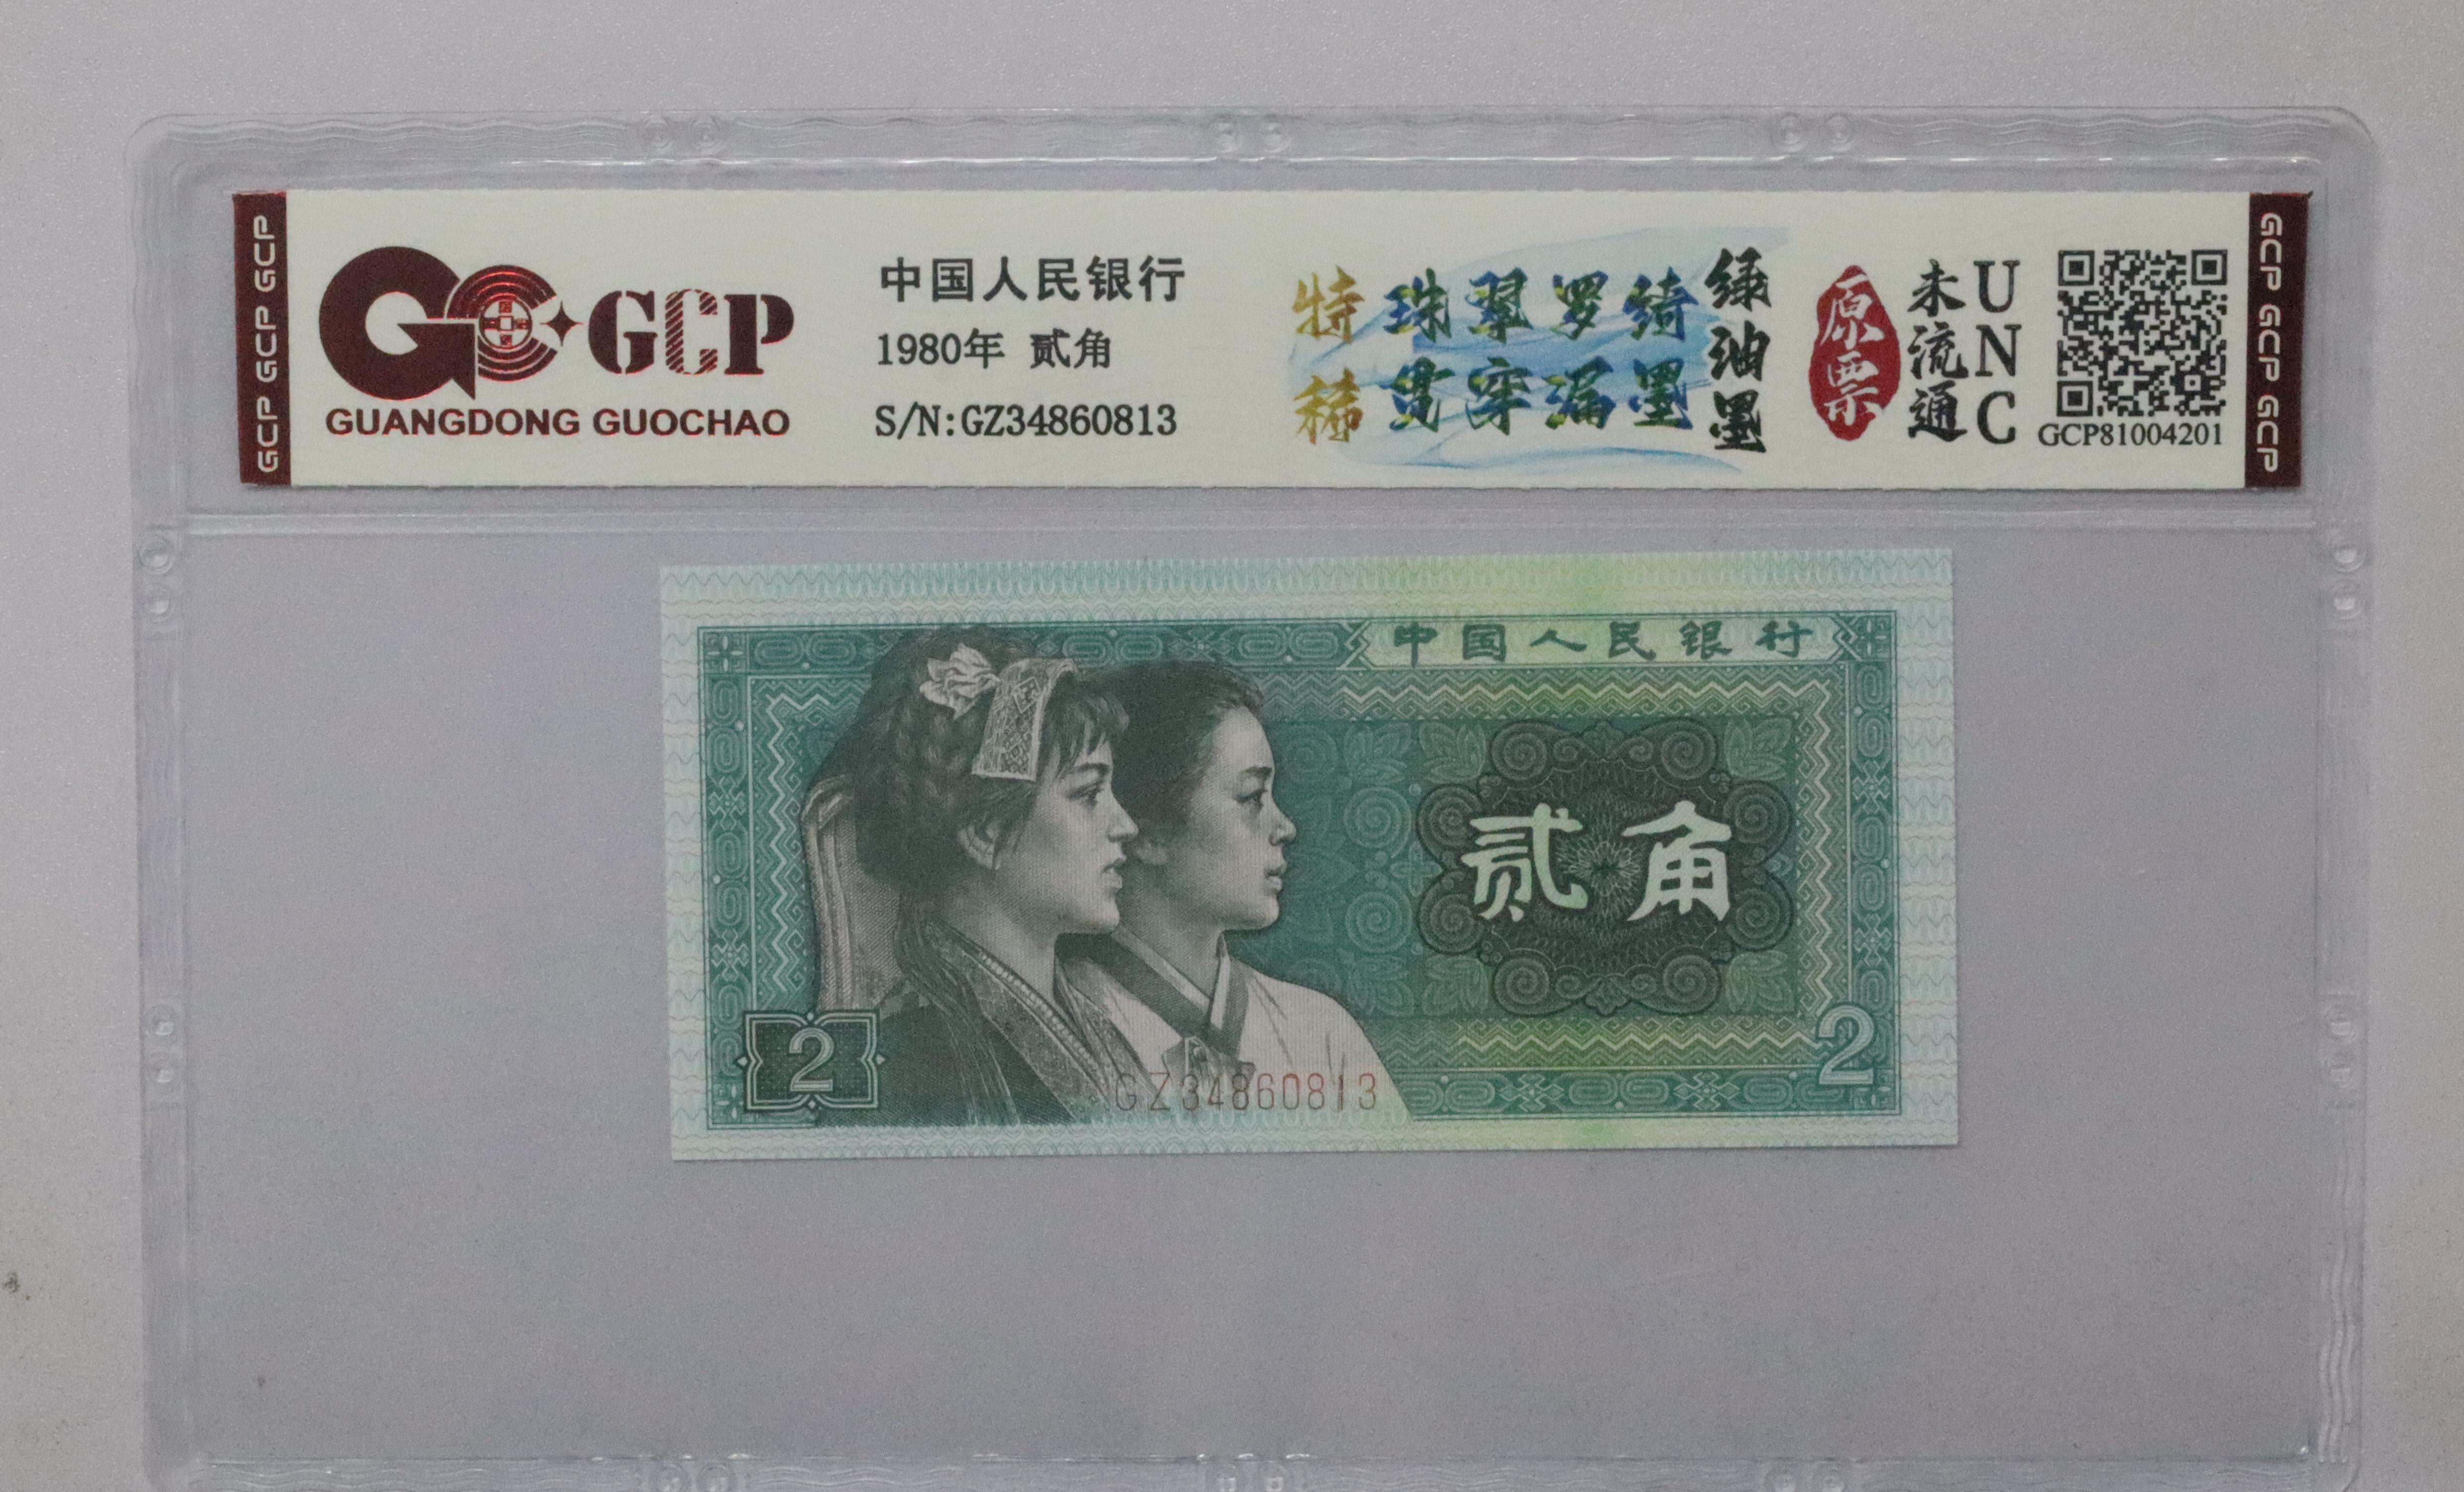 GCP GCP GCP
GCP
GUANGDONG GUOCHAO
中国人民银行
1980年 贰角
S/N:GZ34860813
特稀
珠翠罗绮
贯穿漏墨
绿油墨
原票
未流通
UNC
GCP81004201
GCP GCP GCP
中国人民银行
贰角
2
2
GZ34860813